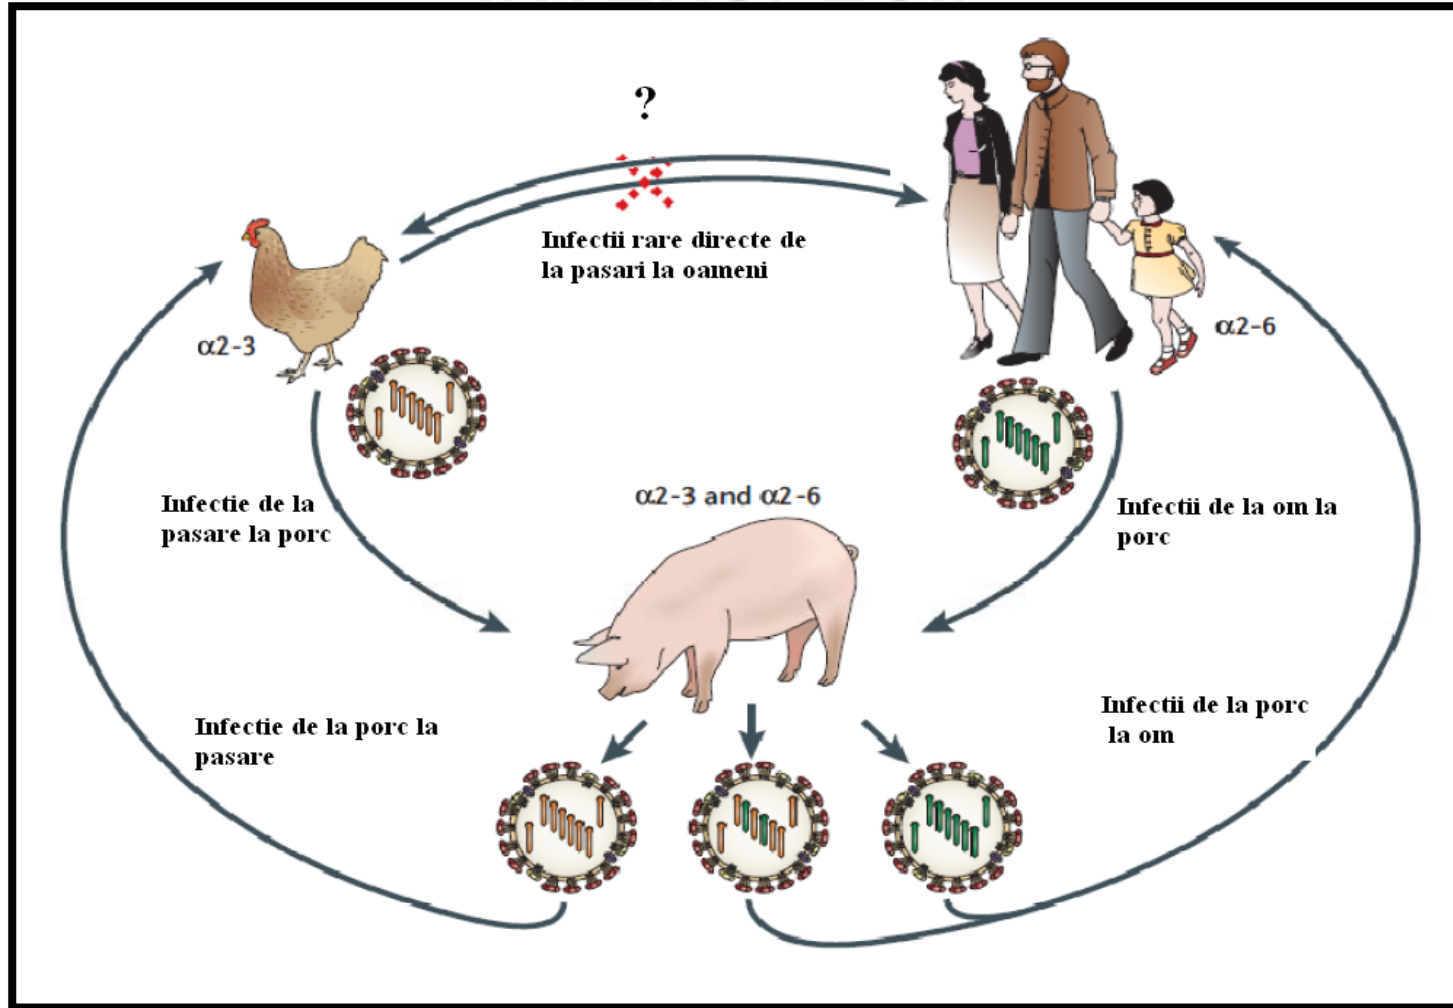 ?
Infectii rare directe de
la pasari la oameni
α2-3
α2-6
α2-3 and α2-6
Infectie de la
pasare la porc
Infectii de la om la
porc
Infectie de la porc la
pasare
Infectii de la porc
la om